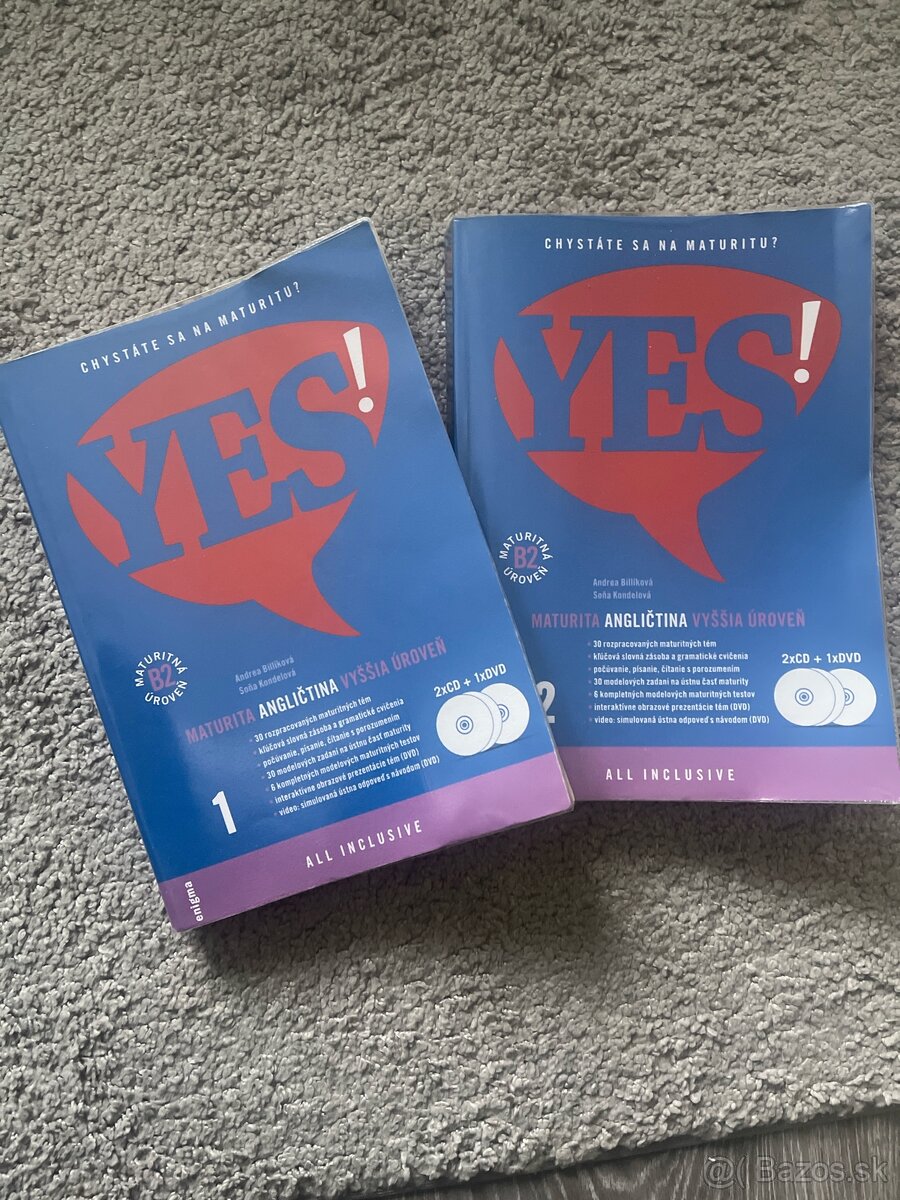 CHYSTÁTE SA NA MATURITU?
YES!
MATURITNÁ
B2
ÚROVEŇ
Andrea Billíková
Soňa Kondelová
MATURITA ANGLIČTINA VYŠŠIA ÚROVEŇ
30 rozpracovaných maturitných tém
kľúčová slovná zásoba a gramatické cvičenia
počúvanie, písanie, čítanie s porozumením
30 modelových zadaní na ústnu časť maturity
6 kompletných modelových maturitných testov
interaktívne obrazové prezentácie tém (DVD)
video: simulovaná ústna odpoveď s návodom (DVD)
2xCD + 1xDVD
1
ALL INCLUSIVE
enigma
CHYSTÁTE SA NA MATURITU?
YES!
MATURITNÁ
B2
ÚROVEŇ
Andrea Billíková
Soňa Kondelová
MATURITA ANGLIČTINA VYŠŠIA ÚROVEŇ
30 rozpracovaných maturitných tém
kľúčová slovná zásoba a gramatické cvičenia
počúvanie, písanie, čítanie s porozumením
30 modelových zadaní na ústnu časť maturity
6 kompletných modelových maturitných testov
interaktívne obrazové prezentácie tém (DVD)
video: simulovaná ústna odpoveď s návodom (DVD)
2xCD + 1xDVD
2
ALL INCLUSIVE
Bazos.sk